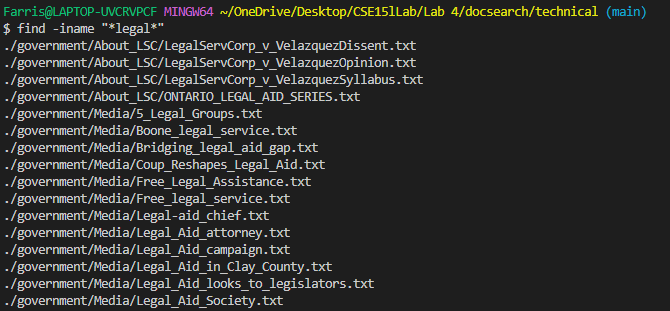 Farris@LAPTOP-UVCRVPCF MINGW64 ~/OneDrive/Desktop/CSE15lLab/Lab 4/docsearch/technical (main)
$ find -iname "*legal*"
./government/About_LSC/LegalServCorp_v_VelazquezDissent.txt
./government/About_LSC/LegalServCorp_v_VelazquezOpinion.txt
./government/About_LSC/LegalServCorp_v_VelazquezSyllabus.txt
./government/About_LSC/ONTARIO_LEGAL_AID_SERIES.txt
./government/Media/5_Legal_Groups.txt
./government/Media/Boone_legal_service.txt
./government/Media/Bridging_legal_aid_gap.txt
./government/Media/Coup_Reshapes_Legal_Aid.txt
./government/Media/Free_Legal_Assistance.txt
./government/Media/Free_legal_service.txt
./government/Media/Legal-aid_chief.txt
./government/Media/Legal_Aid_attorney.txt
./government/Media/Legal_Aid_campaign.txt
./government/Media/Legal_Aid_in_Clay_County.txt
./government/Media/Legal_Aid_looks_to_legislators.txt
./government/Media/Legal_Aid_Society.txt